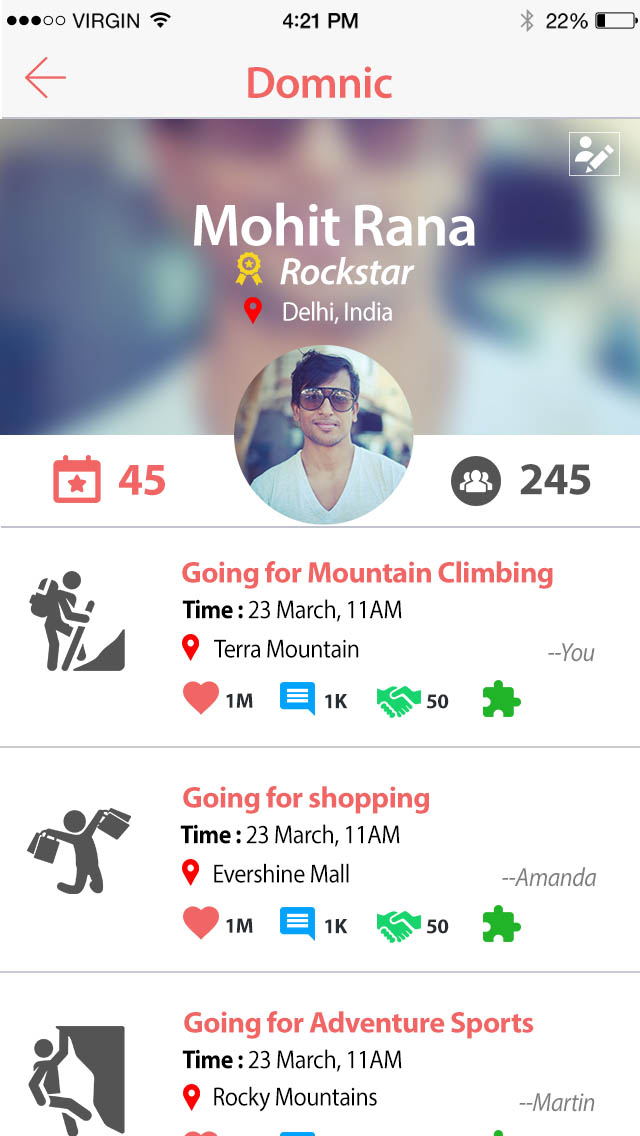 VIRGIN 4:21 PM 22%
Domnic
Mohit Rana
Rockstar
Delhi, India
45 245
Going for Mountain Climbing
Time : 23 March, 11AM
Terra Mountain
--You
1M 1K 50
Going for shopping
Time : 23 March, 11AM
Evershine Mall
--Amanda
1M 1K 50
Going for Adventure Sports
Time : 23 March, 11AM
Rocky Mountains
--Martin